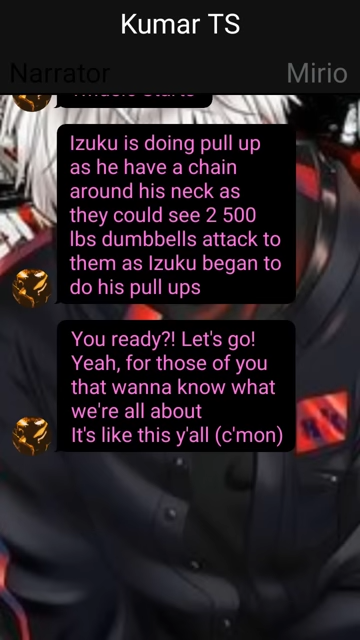 Kumar TS
Narrator
Mirio
Izuku is doing pull up
as he have a chain
around his neck as
they could see 2 500
lbs dumbbells attack to
them as Izuku began to
do his pull ups
You ready?! Let's go!
Yeah, for those of you
that wanna know what
we're all about
It's like this y'all (c'mon)